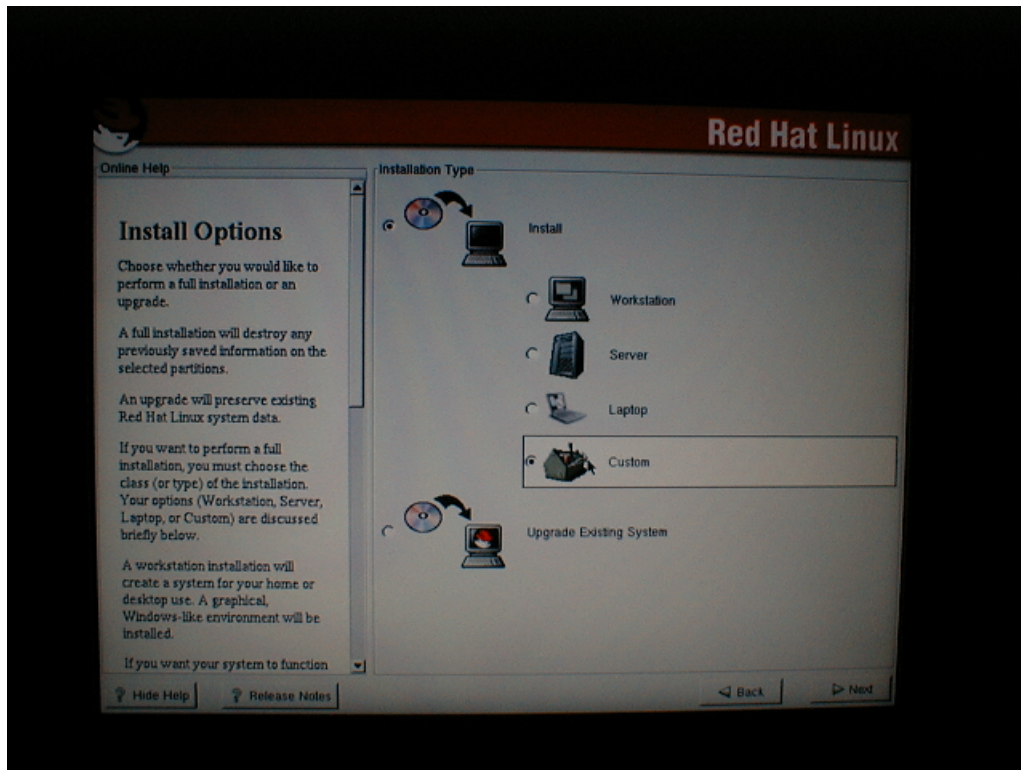 Red Hat Linux
Online Help
Install Options
Choose whether you would like to
perform a full installation or an
upgrade.
A full installation will destroy any
previously saved information on the
selected partitions.
An upgrade will preserve existing
Red Hat Linux system data.
If you want to perform a full
installation, you must choose the
class (or type) of the installation.
Your options (Workstation, Server,
Laptop, or Custom) are discussed
briefly below.
A workstation installation will
create a system for your home or
desktop use. A graphical,
Windows-like environment will be
installed.
If you want your system to function
Installation Type
Install
Workstation
Server
Laptop
Custom
Upgrade Existing System
Hide Help
Release Notes
Back
Next